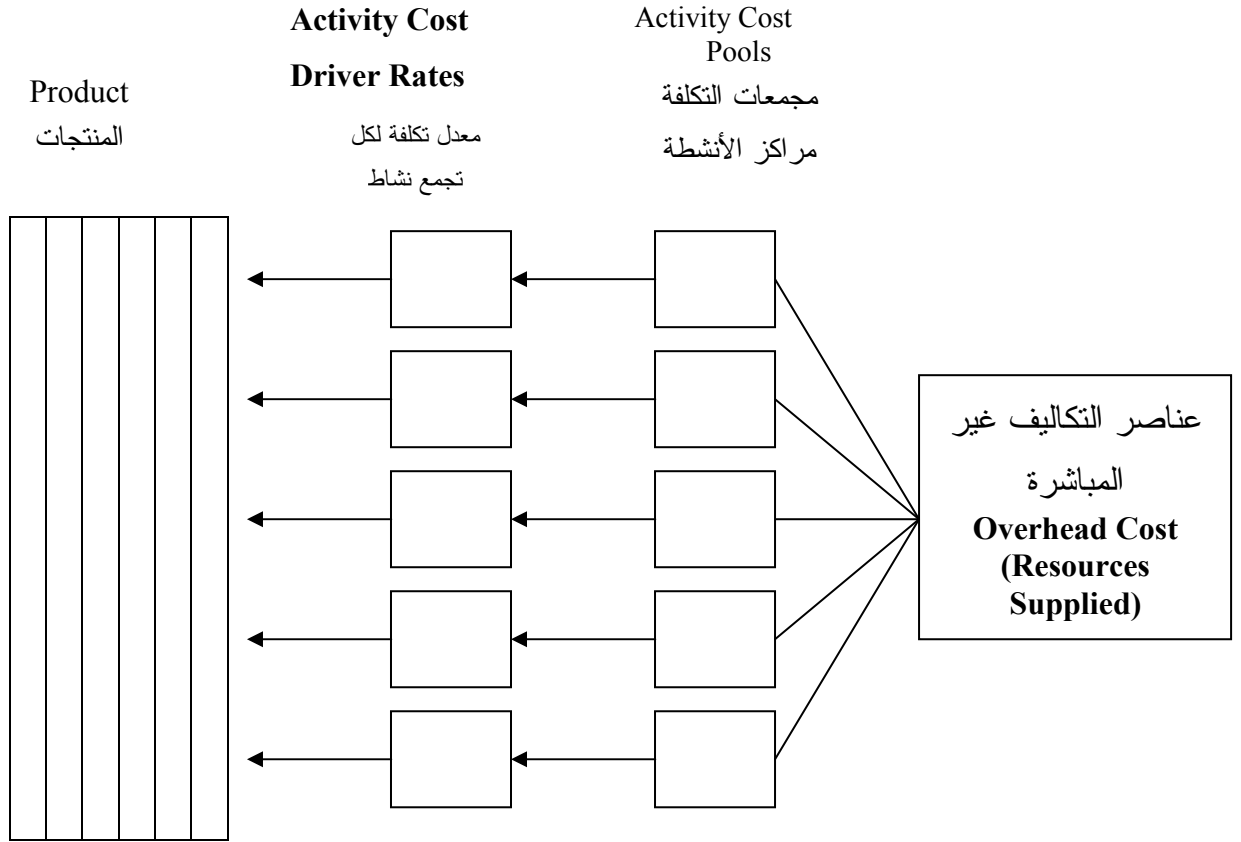 Activity Cost
Driver Rates
معدل تكلفة لكل
تجمع نشاط
Activity Cost
Pools
مجمعات التكلفة
مراكز الأنشطة
Product
المنتجات
عناصر التكاليف غير
المباشرة
Overhead Cost
(Resources
Supplied)